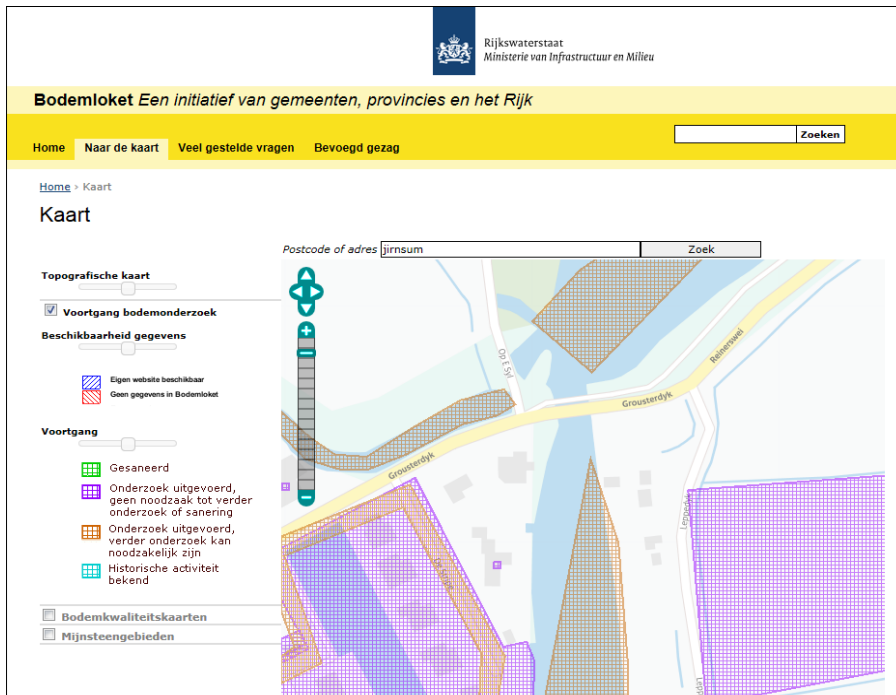 Rijkswaterstaat
Ministerie van Infrastructuur en Milieu
Bodemloket Een initiatief van gemeenten, provincies en het Rijk
Zoeken
Home Naar de kaart Veel gestelde vragen Bevoegd gezag
Home › Kaart
Kaart
Postcode of adres jirnsum Zoek
Topografische kaart
Voortgang bodemonderzoek
Beschikbaarheid gegevens
Eigen website beschikbaar
Geen gegevens in Bodemloket
Voortgang
Gesaneerd
Onderzoek uitgevoerd,
geen noodzaak tot verder
onderzoek of sanering
Onderzoek uitgevoerd,
verder onderzoek kan
noodzakelijk zijn
Historische activiteit
bekend
Bodemkwaliteitskaarten
Mijnsteengebieden
Op E Syl
Reinerswei
Grousterdyk
Grousterdyk
Leppedyk